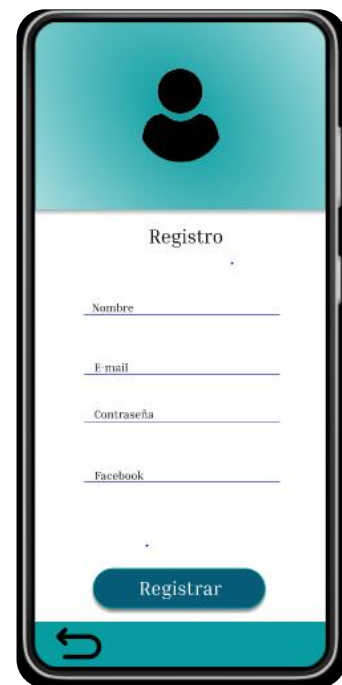 Registro
Nombre
E-mail
Contraseña
Facebook
Registrar